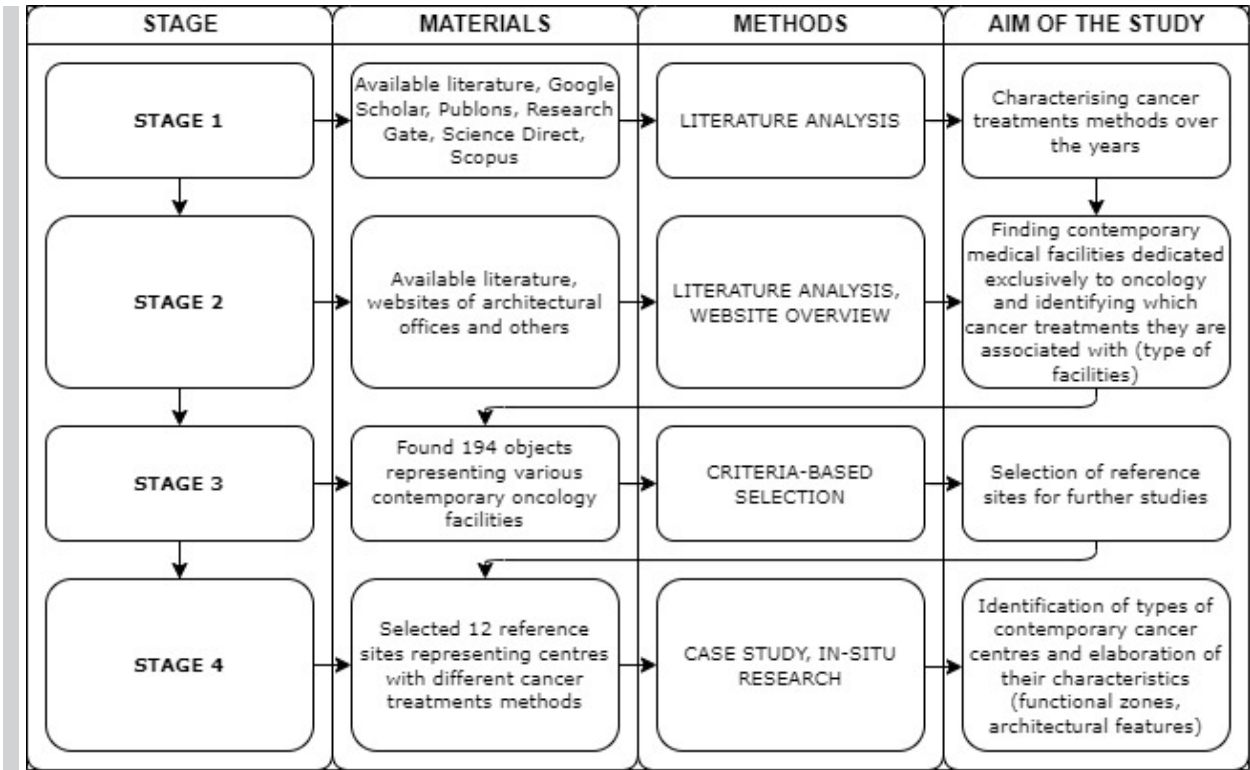 STAGE
MATERIALS
METHODS
AIM OF THE STUDY
STAGE 1
Available literature, Google
Scholar, Publons, Research
Gate, Science Direct,
Scopus
LITERATURE ANALYSIS
Characterising cancer
treatments methods over
the years
STAGE 2
Available literature,
websites of architectural
offices and others
LITERATURE ANALYSIS,
WEBSITE OVERVIEW
Finding contemporary
medical facilities dedicated
exclusively to oncology
and identifying which
cancer treatments they are
associated with (type of
facilities)
STAGE 3
Found 194 objects
representing various
contemporary oncology
facilities
CRITERIA-BASED
SELECTION
Selection of reference
sites for further studies
STAGE 4
Selected 12 reference
sites representing centres
with different cancer
treatments methods
CASE STUDY, IN-SITU
RESEARCH
Identification of types of
contemporary cancer
centres and elaboration of
their characteristics
(functional zones,
architectural features)